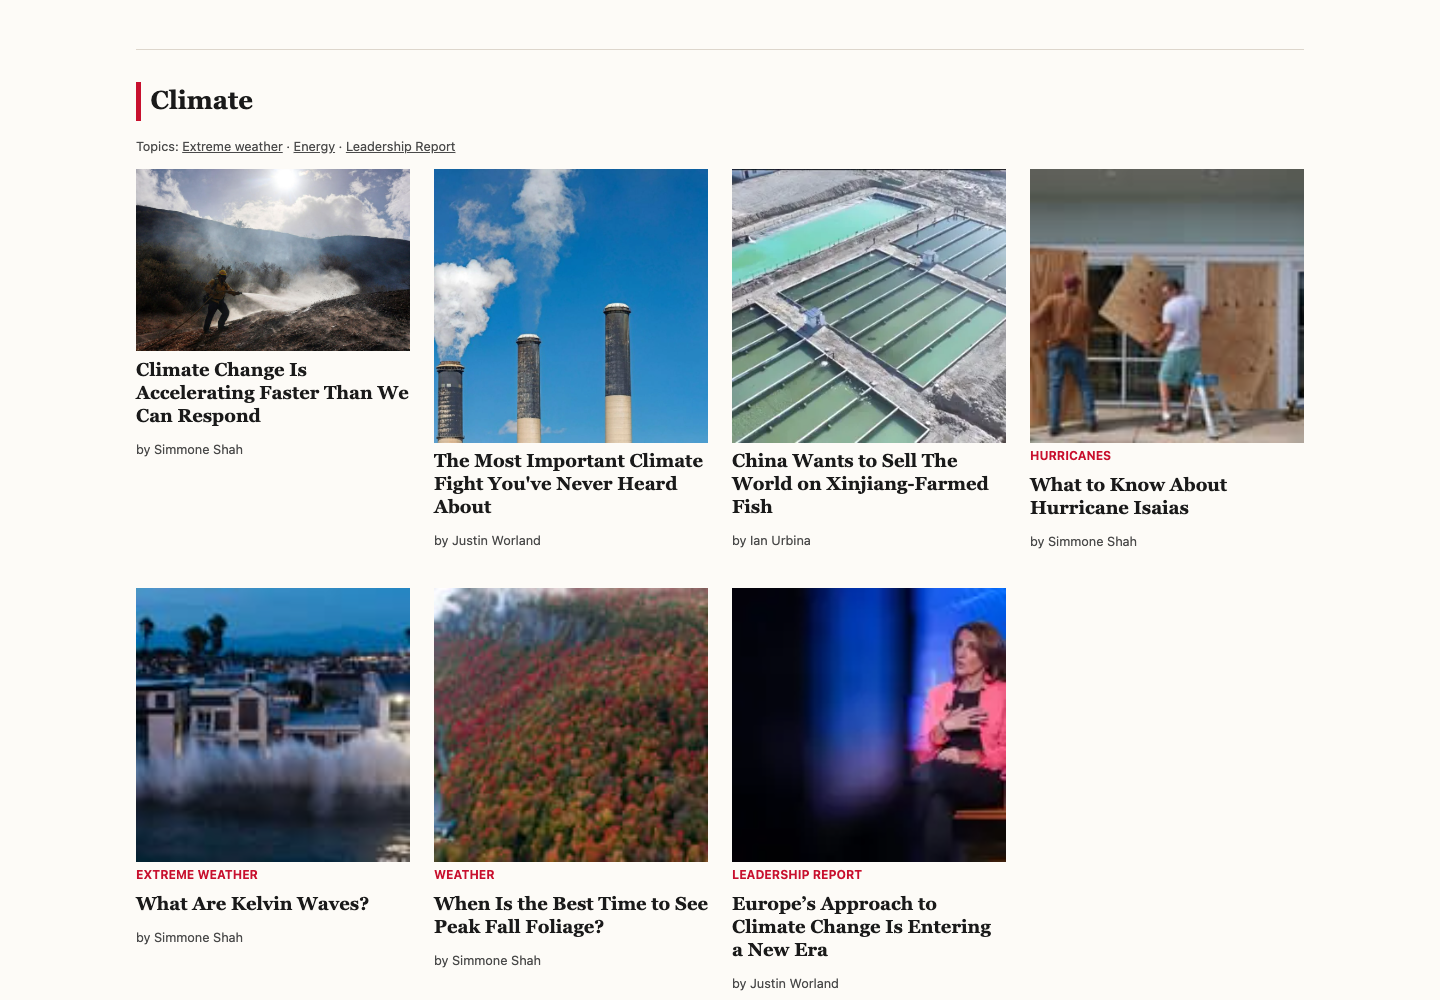 Climate
Topics: Extreme weather · Energy · Leadership Report
Climate Change Is
Accelerating Faster Than We
Can Respond
by Simmone Shah
The Most Important Climate
Fight You've Never Heard
About
by Justin Worland
China Wants to Sell The
World on Xinjiang-Farmed
Fish
by Ian Urbina
HURRICANES
What to Know About
Hurricane Isaias
by Simmone Shah
EXTREME WEATHER
What Are Kelvin Waves?
by Simmone Shah
WEATHER
When Is the Best Time to See
Peak Fall Foliage?
by Simmone Shah
LEADERSHIP REPORT
Europe’s Approach to
Climate Change Is Entering
a New Era
by Justin Worland